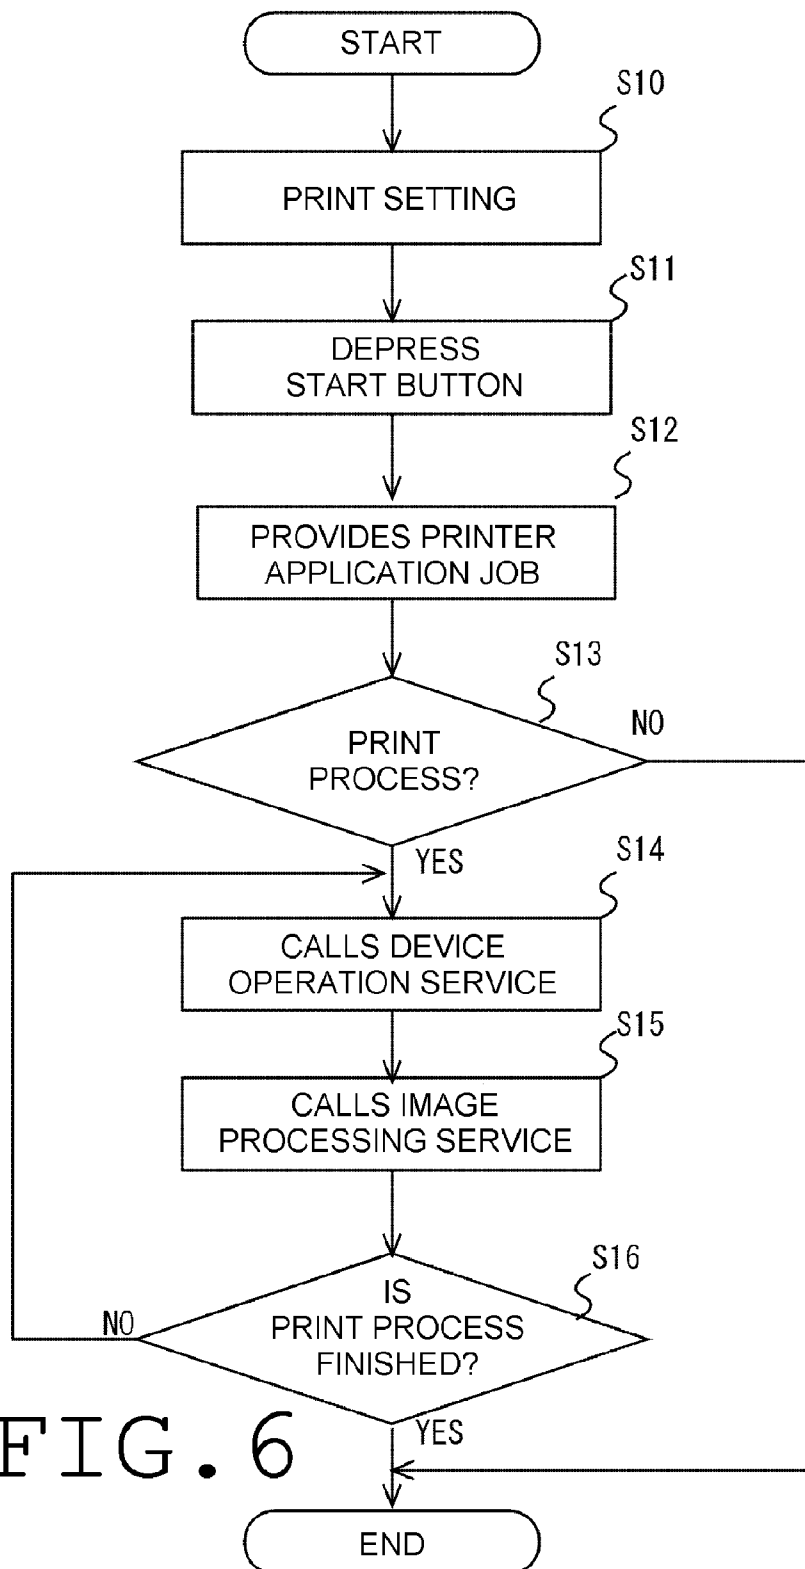 START
S10
PRINT SETTING
S11
DEPRESS
START BUTTON
S12
PROVIDES PRINTER
APPLICATION JOB
S13
PRINT
PROCESS?
NO
YES
S14
CALLS DEVICE
OPERATION SERVICE
S15
CALLS IMAGE
PROCESSING SERVICE
S16
IS
PRINT PROCESS
FINISHED?
NO
YES
FIG. 6
END